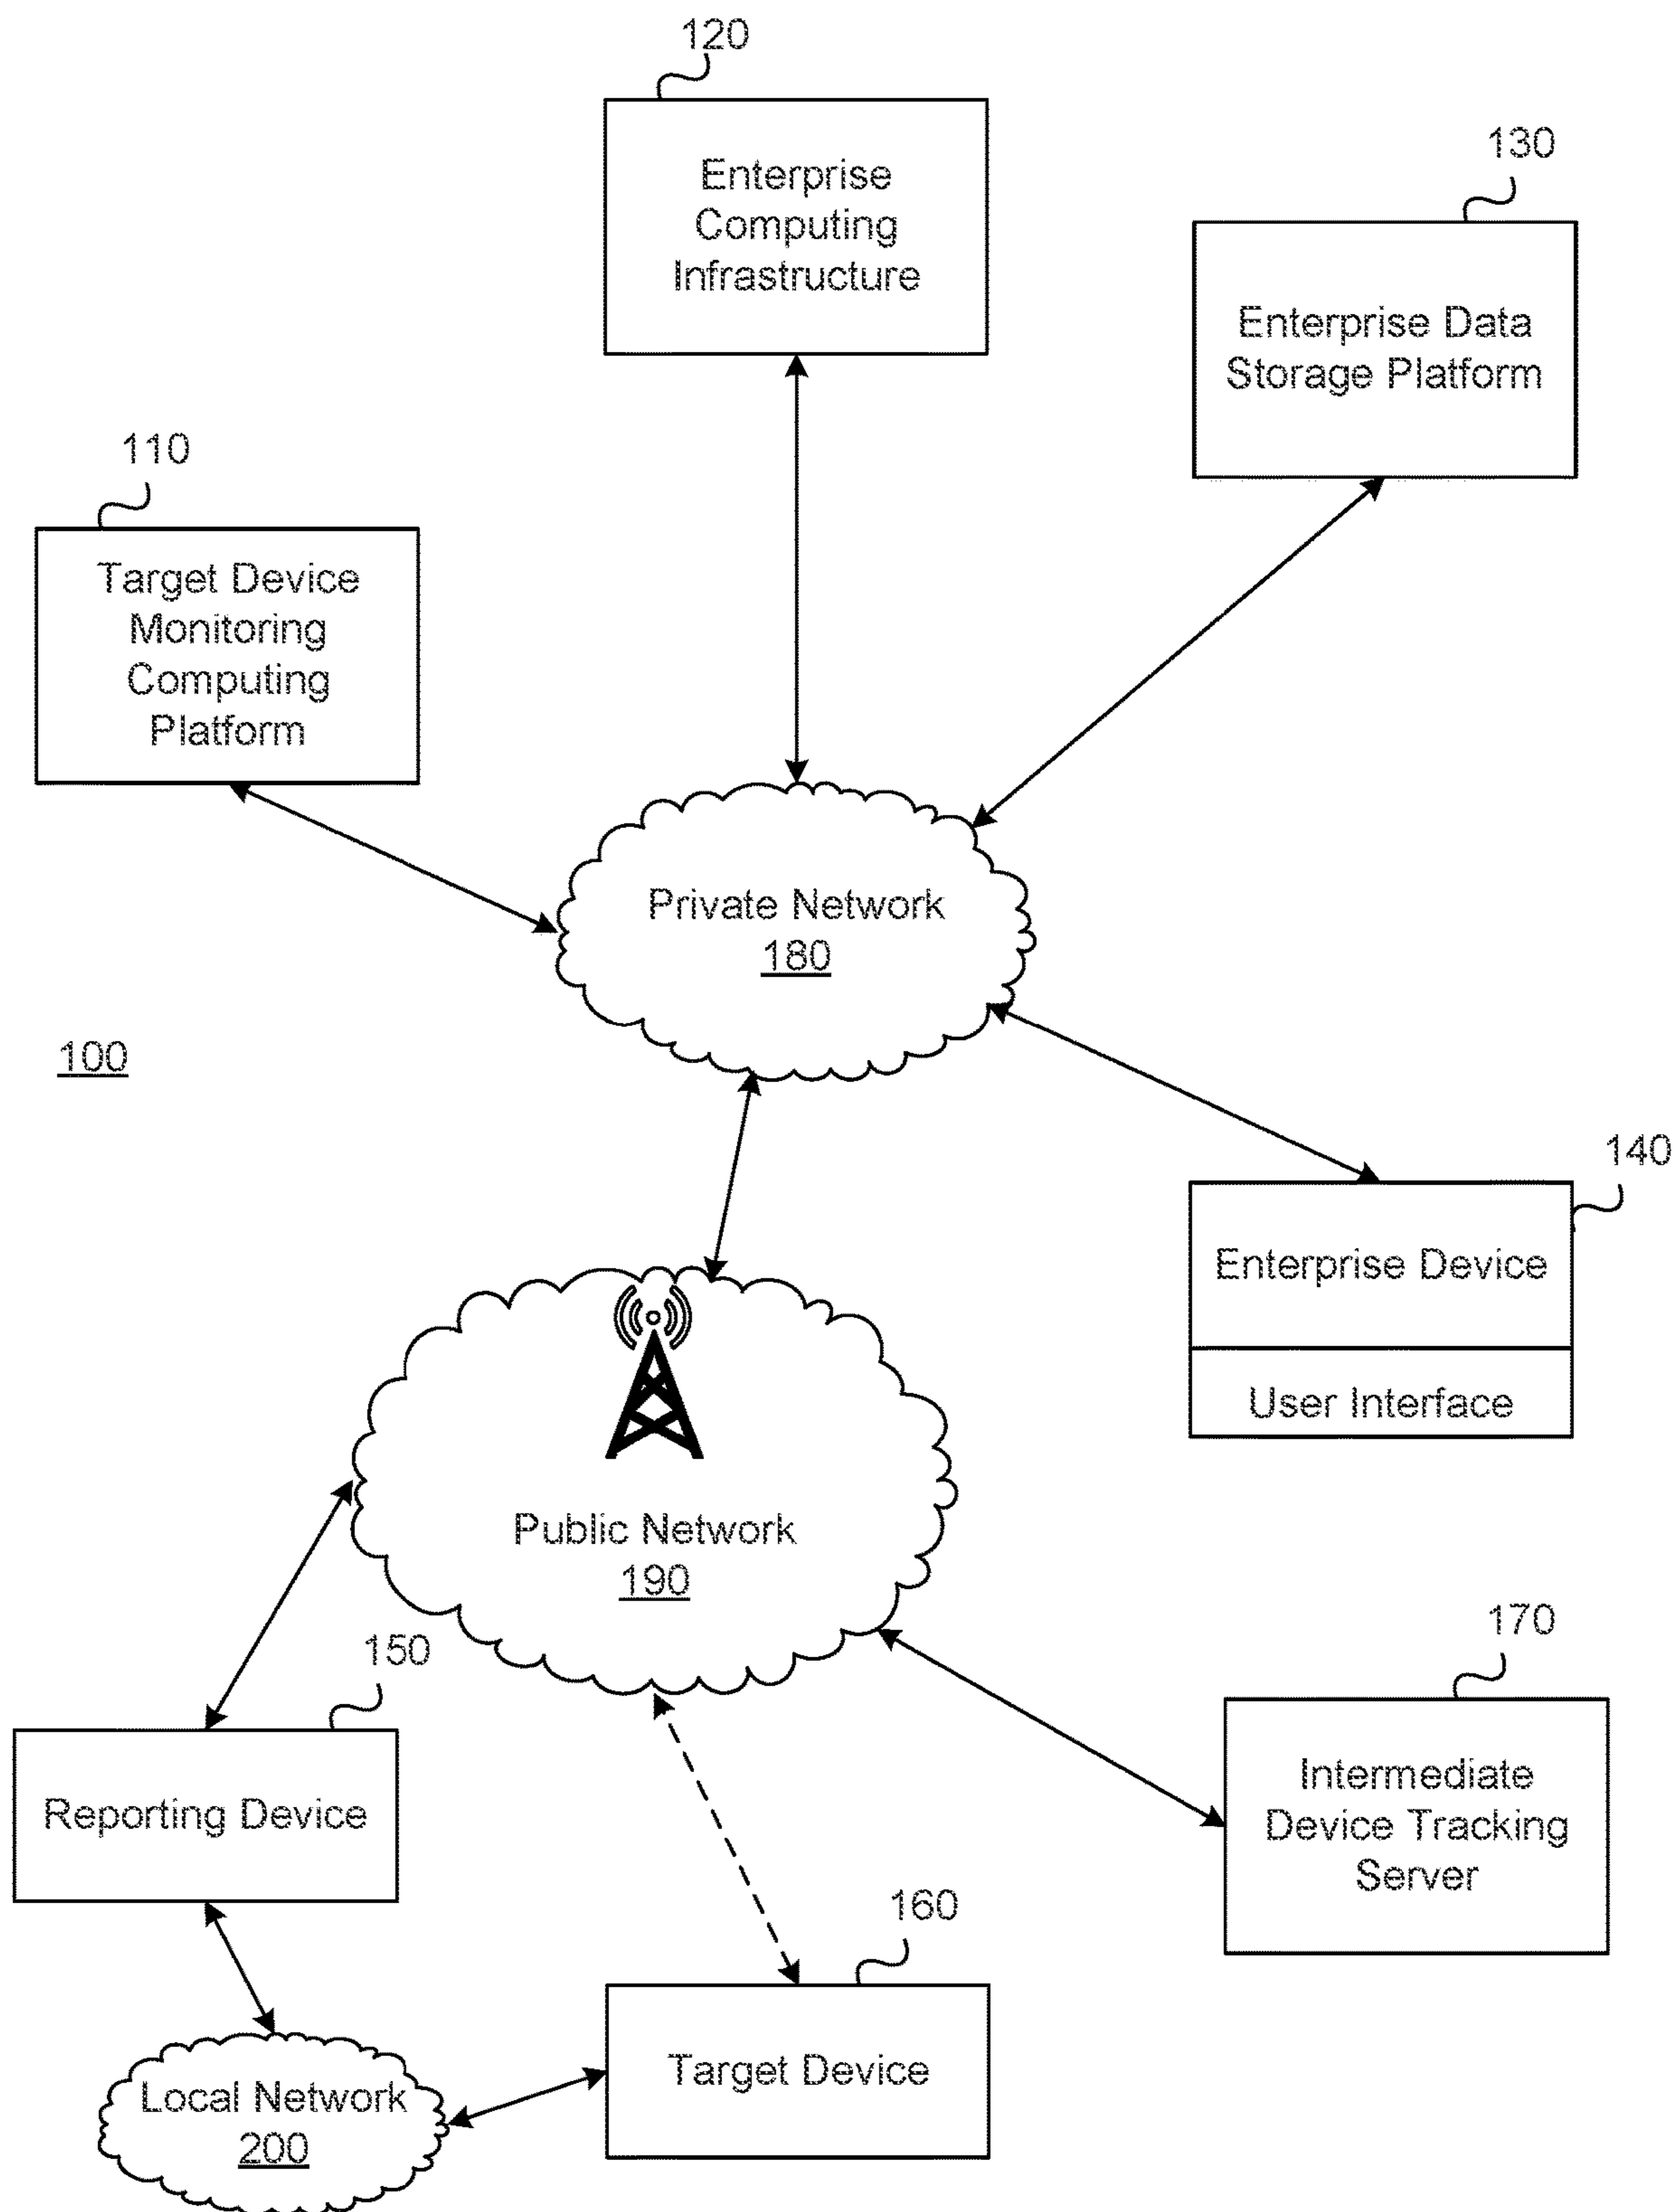 120
Enterprise
Computing
Infrastructure
130
Enterprise Data
Storage Platform
110
Target Device
Monitoring
Computing
Platform
Private Network
180
100
140
Enterprise Device
User Interface
Public Network
190
150
Reporting Device
170
Intermediate
Device Tracking
Server
160
Target Device
Local Network
200